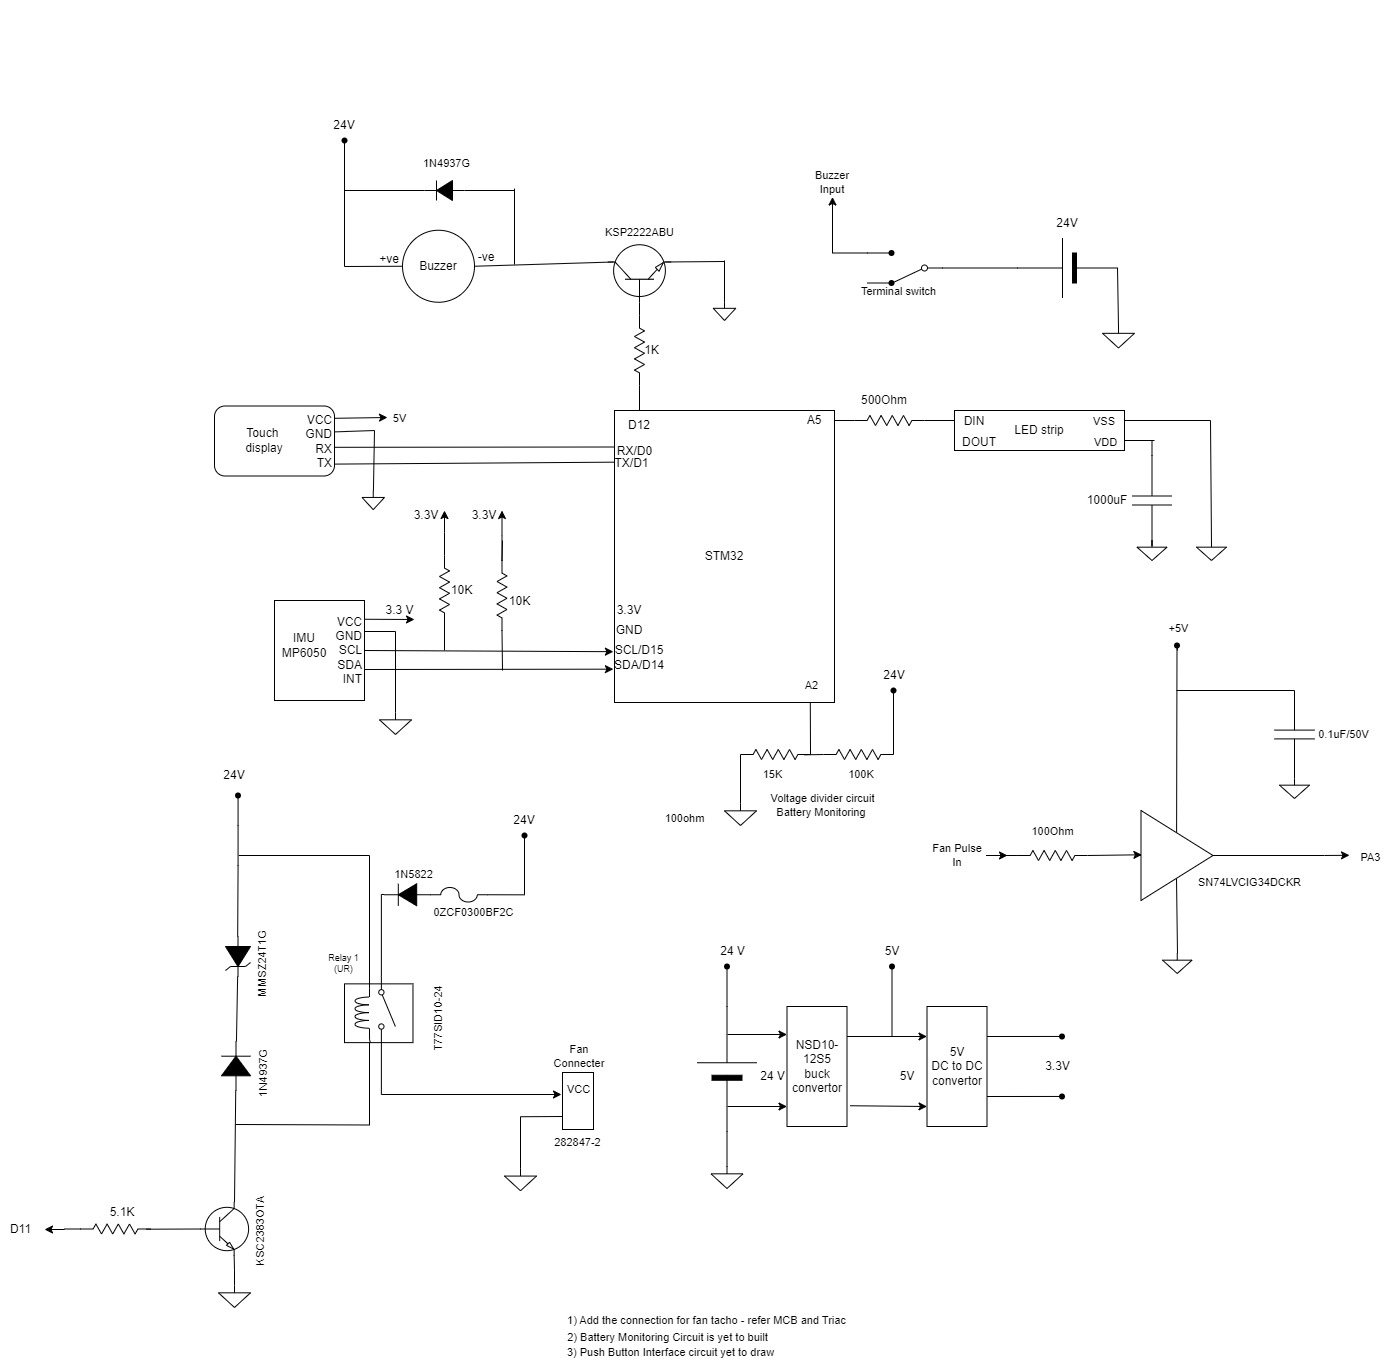 24V
1N4937G
+ve
Buzzer
-ve
KSP2222ABU
1K
Buzzer
Input
24V
Terminal switch
Touch
display
VCC
GND
RX
TX
5V
D12
RX/D0
TX/D1
A5
500Ohm
DIN
DOUT
LED strip
VSS
VDD
1000uF
3.3V
3.3V
10K
10K
STM32
IMU
MP6050
VCC
GND
SCL
SDA
INT
3.3 V
3.3V
GND
SCL/D15
SDA/D14
A2
24V
15K
100K
Voltage divider circuit
Battery Monitoring
100ohm
+5V
0.1uF/50V
Fan Pulse
In
100Ohm
SN74LVCIG34DCKR
PA3
24V
24V
1N5822
0ZCF0300BF2C
MMSZ24T1G
Relay 1
(UR)
T77SID10-24
1N4937G
Fan
Connecter
VCC
282847-2
24 V
5V
24 V
NSD10-
12S5
buck
convertor
5V
5V
DC to DC
convertor
3.3V
D11
5.1K
KSC2383OTA
1) Add the connection for fan tacho - refer MCB and Triac
2) Battery Monitoring Circuit is yet to built
3) Push Button Interface circuit yet to draw